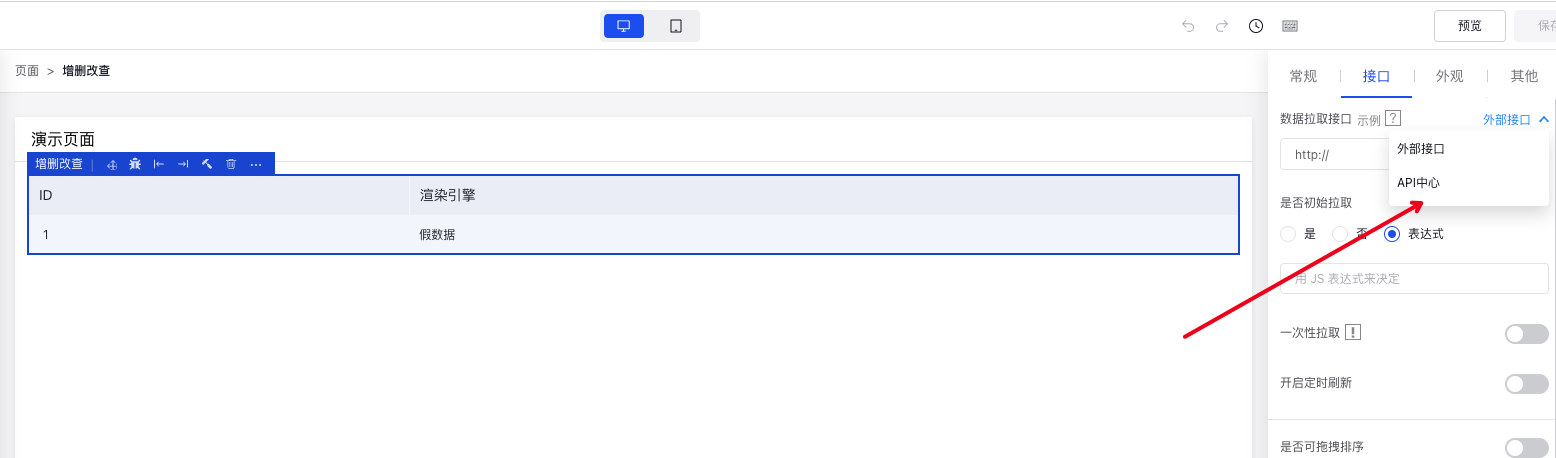 预览
保存
页面 > 增删改查
常规
接口
外观
其他
演示页面
增删改查
ID 渲染引擎
1 假数据
数据拉取接口 示例 ?
外部接口
http://
外部接口
API中心
是否初始拉取
是 否 表达式
用 JS 表达式来决定
一次性拉取 !
开启定时刷新
是否可拖拽排序